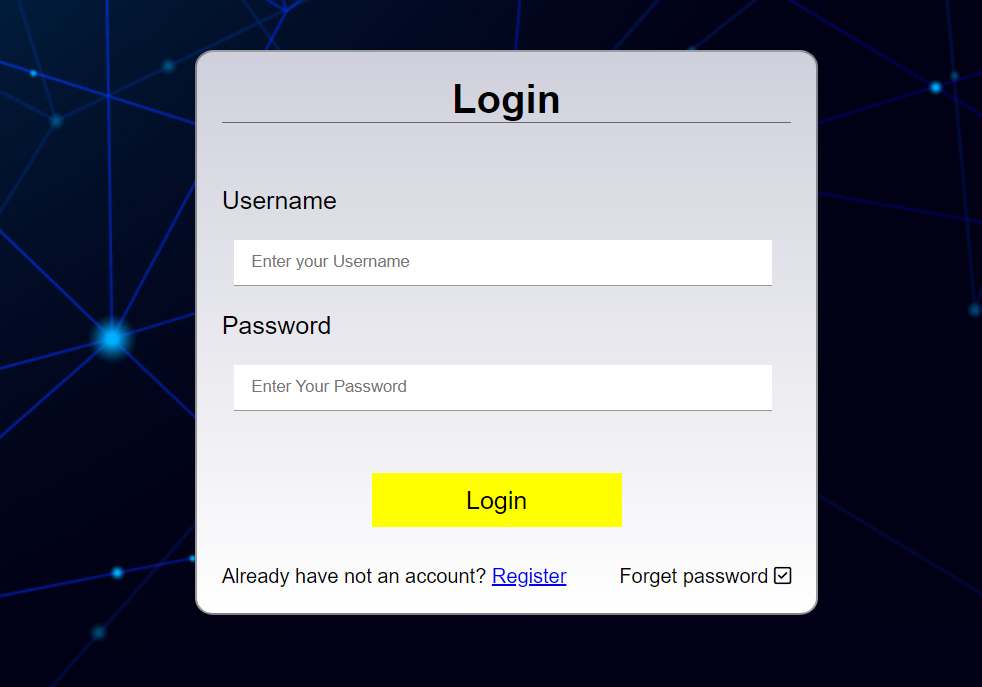 Login
Username
Enter your Username
Password
Enter Your Password
Login
Already have not an account? Register Forget password